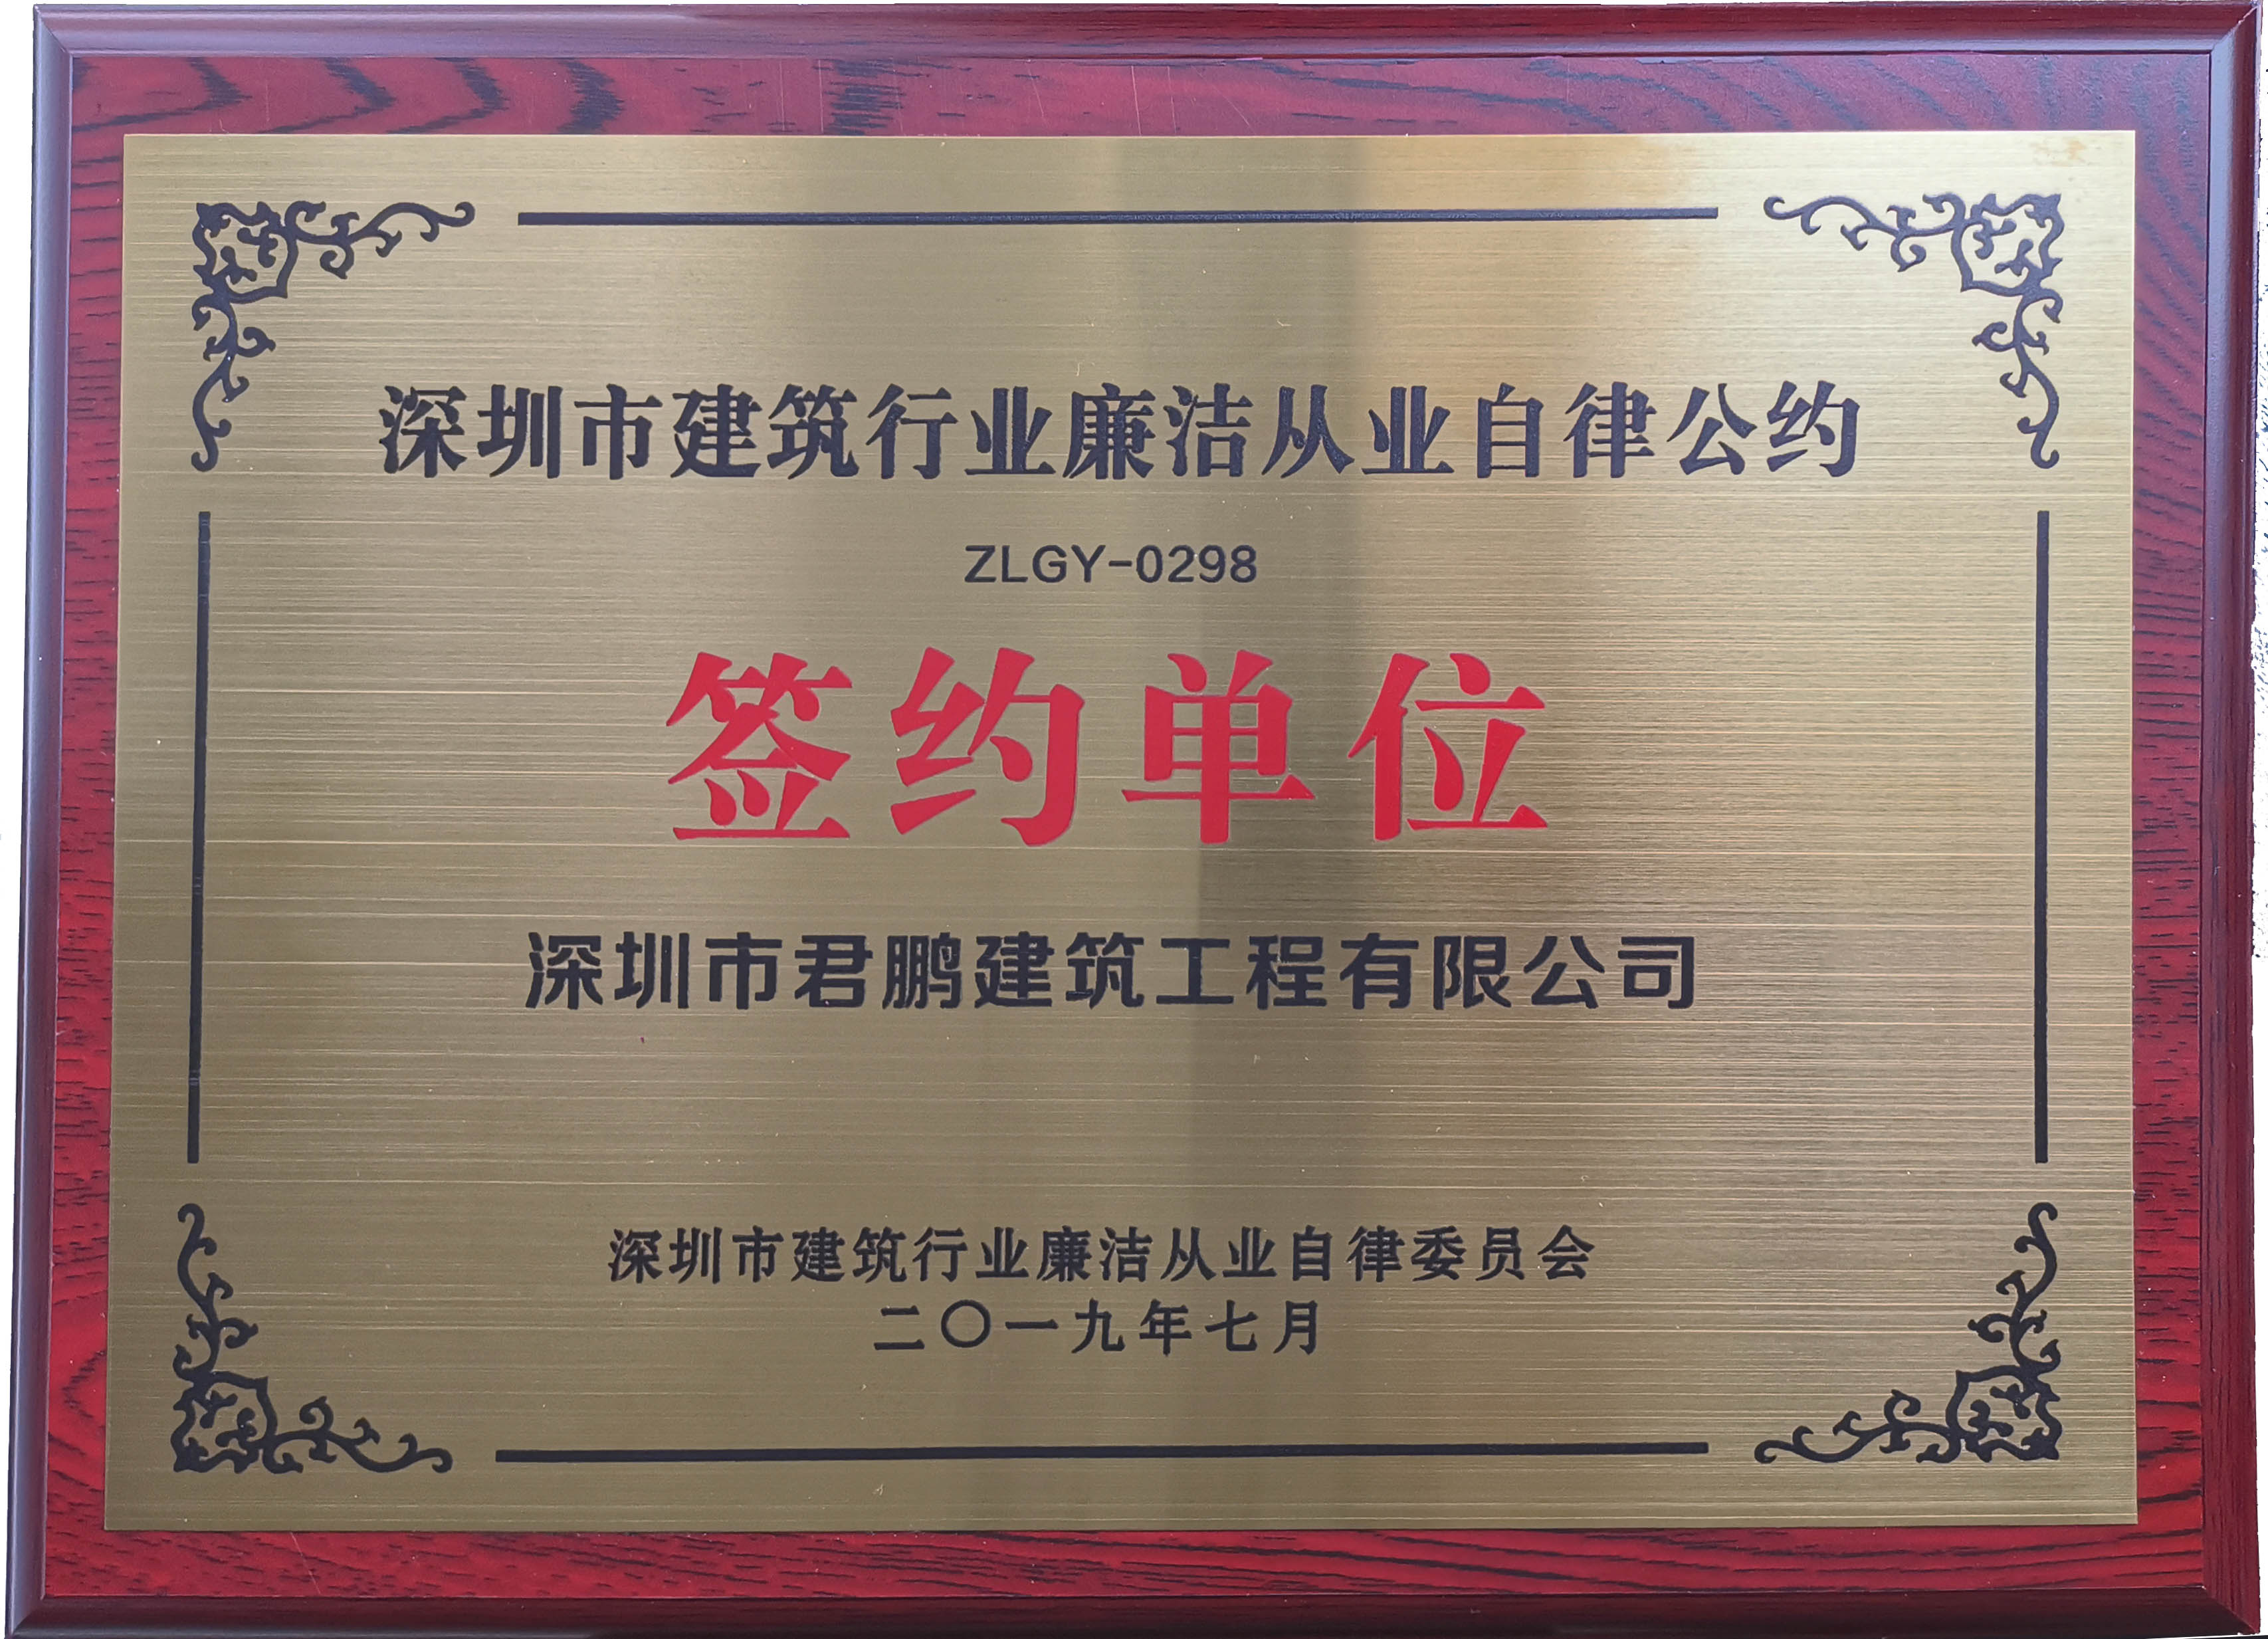 深圳市建筑行业廉洁从业自律公约
ZLGY-0298
签约单位
深圳市君鹏建筑工程有限公司
深圳市建筑行业廉洁从业自律委员会
二〇一九年七月